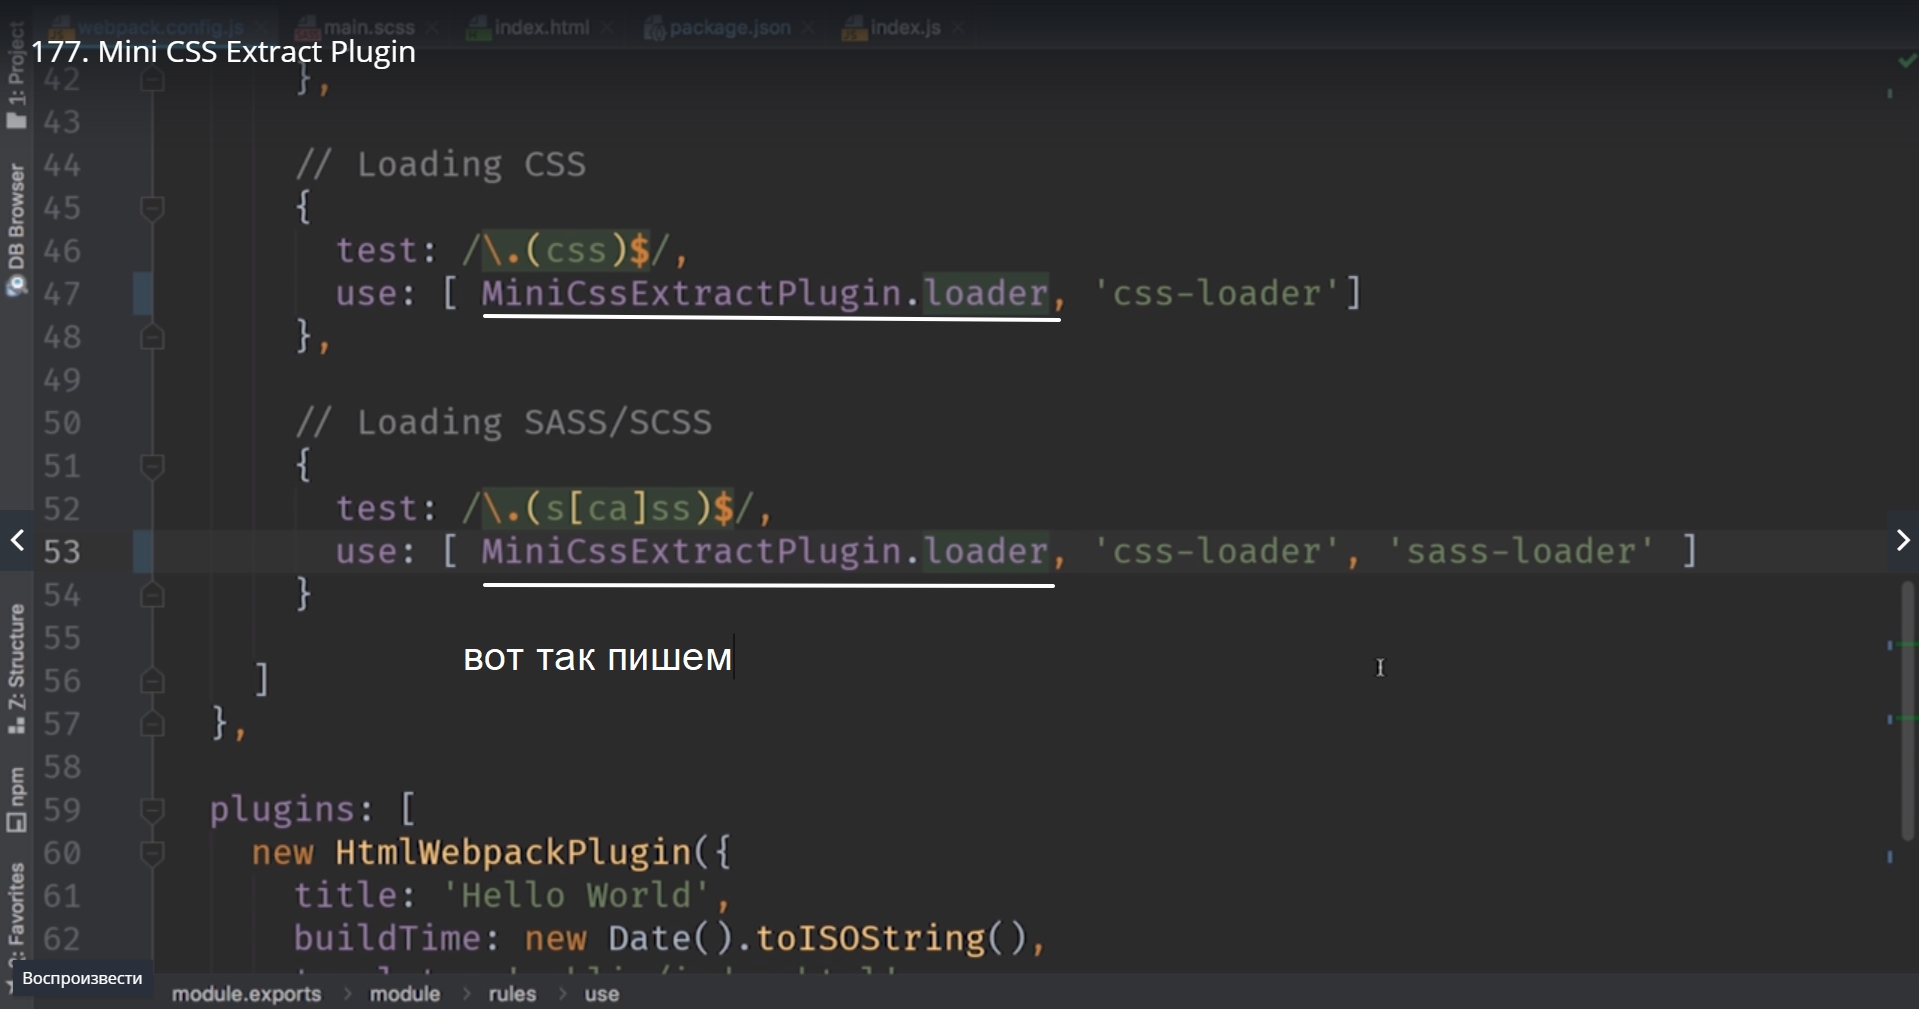 webpack.config.js
main.scss
index.html
package.json
index.js
177. Mini CSS Extract Plugin
1: Project
DB Browser
Z: Structure
npm
Favorites
42 },
43
44 // Loading CSS
45 {
46 test: /\.(css)$/,
47 use: [ MiniCssExtractPlugin.loader, 'css-loader']
48 },
49
50 // Loading SASS/SCSS
51 {
52 test: /\.(s[ca]ss)$/,
53 use: [ MiniCssExtractPlugin.loader, 'css-loader', 'sass-loader' ]
54 }
55
вот так пишем
56 ]
57 },
58
59 plugins: [
60 new HtmlWebpackPlugin({
61 title: 'Hello World',
62 buildTime: new Date().toISOString(),
Воспроизвести
module.exports > module > rules > use